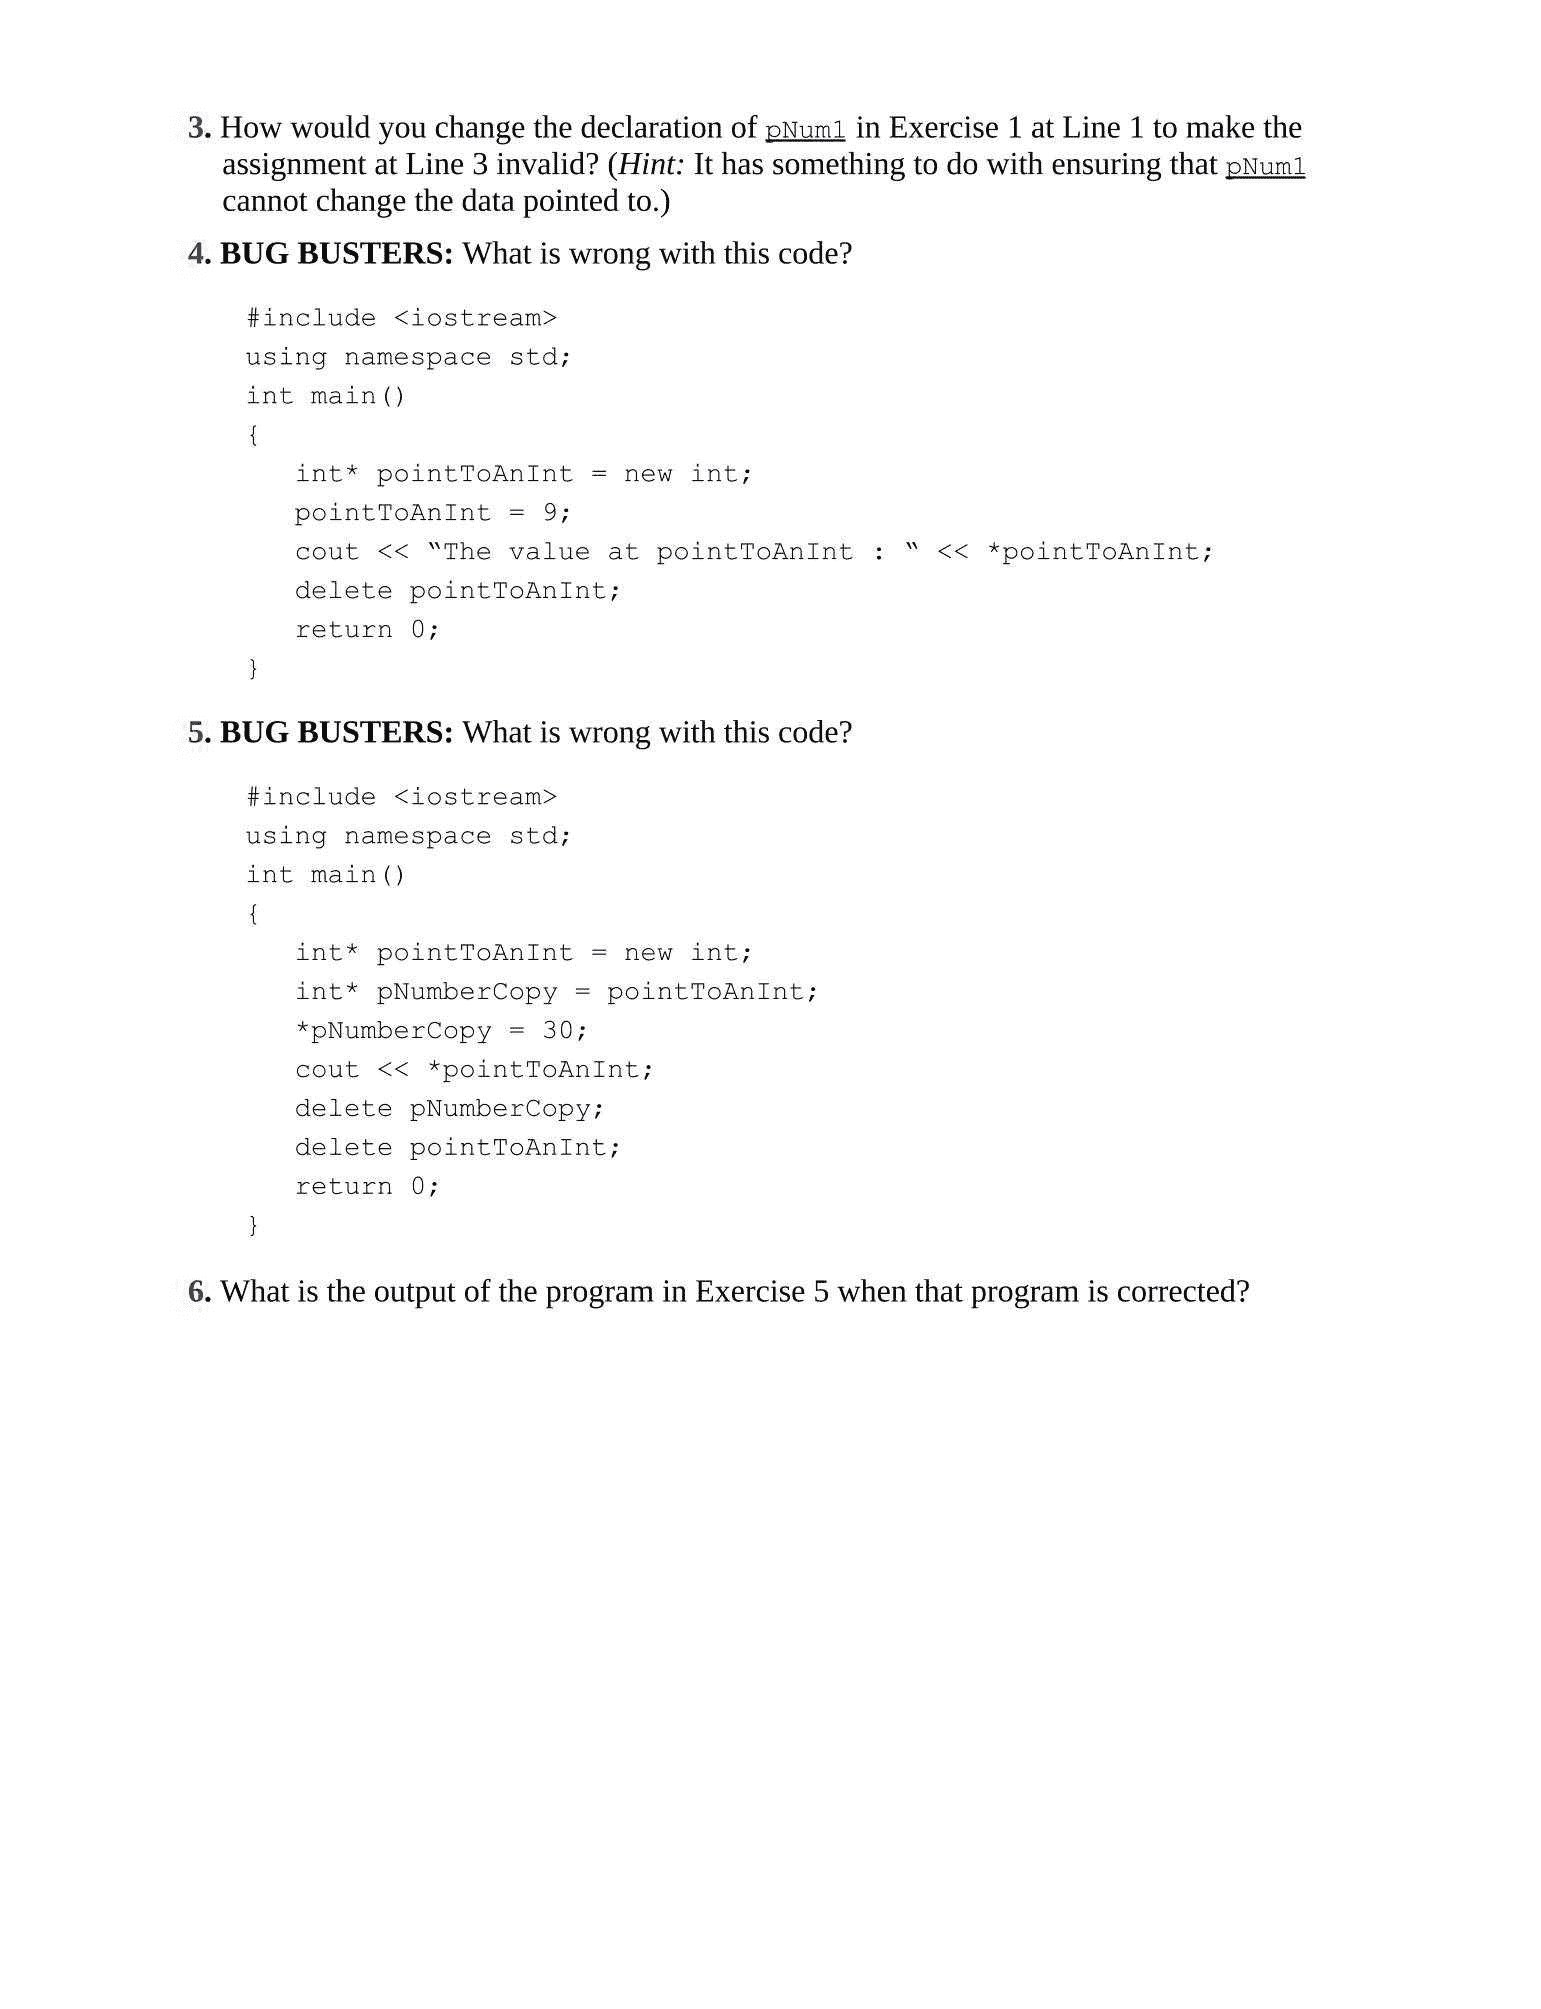 3. How would you change the declaration of pNum1 in Exercise 1 at Line 1 to make the
assignment at Line 3 invalid? (Hint: It has something to do with ensuring that pNum1
cannot change the data pointed to.)
4. BUG BUSTERS: What is wrong with this code?
#include <iostream>
using namespace std;
int main()
{
   int* pointToAnInt = new int;
   pointToAnInt = 9;
   cout << “The value at pointToAnInt : “ << *pointToAnInt;
   delete pointToAnInt;
   return 0;
}
5. BUG BUSTERS: What is wrong with this code?
#include <iostream>
using namespace std;
int main()
{
   int* pointToAnInt = new int;
   int* pNumberCopy = pointToAnInt;
   *pNumberCopy = 30;
   cout << *pointToAnInt;
   delete pNumberCopy;
   delete pointToAnInt;
   return 0;
}
6. What is the output of the program in Exercise 5 when that program is corrected?